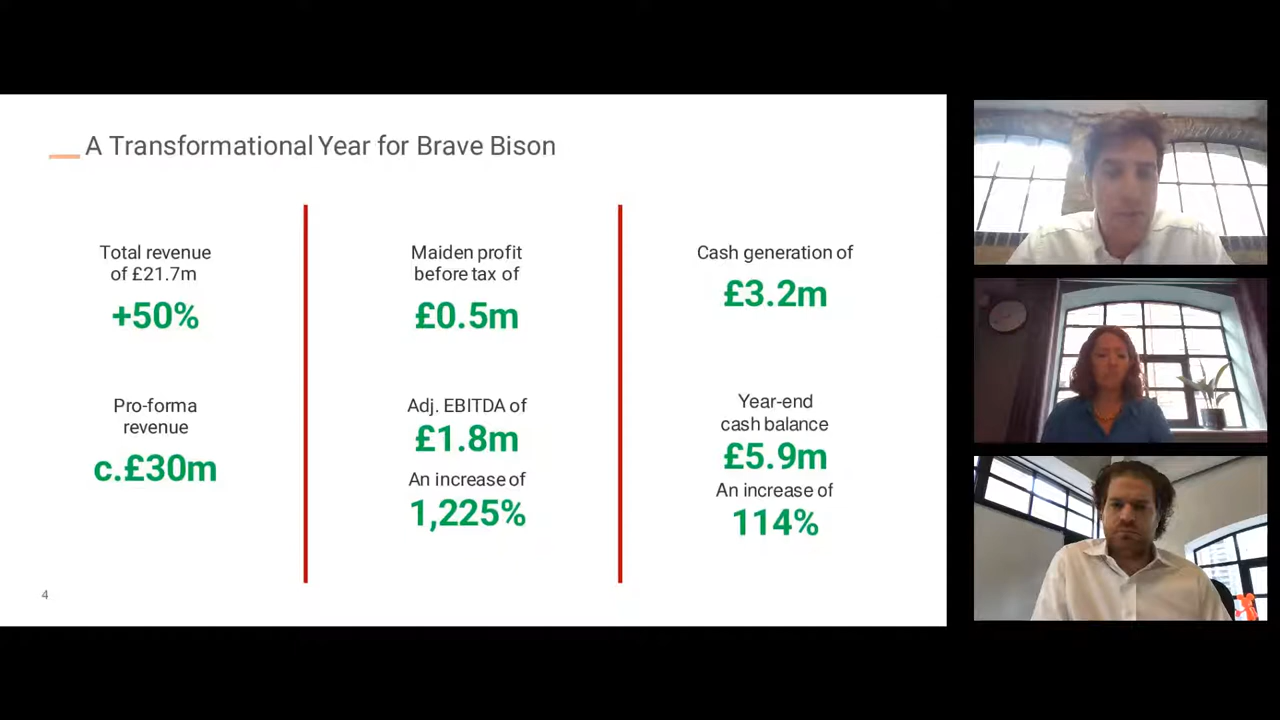 A Transformational Year for Brave Bison
Total revenue
of £21.7m
+50%
Pro-forma
revenue
c.£30m
Maiden profit
before tax of
£0.5m
Adj. EBITDA of
£1.8m
An increase of
1,225%
Cash generation of
£3.2m
Year-end
cash balance
£5.9m
An increase of
114%
4